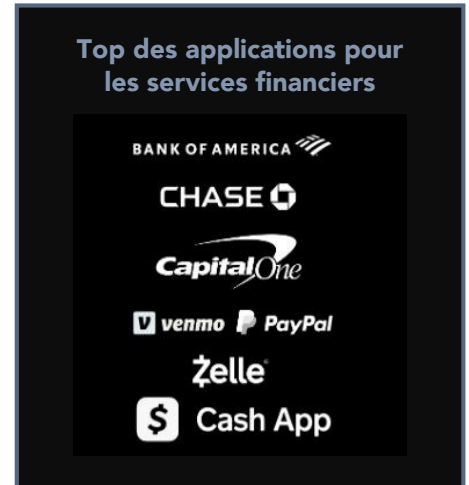 Top des applications pour
les services financiers
BANK OF AMERICA
CHASE
Capital One
venmo PayPal
Zelle
Cash App